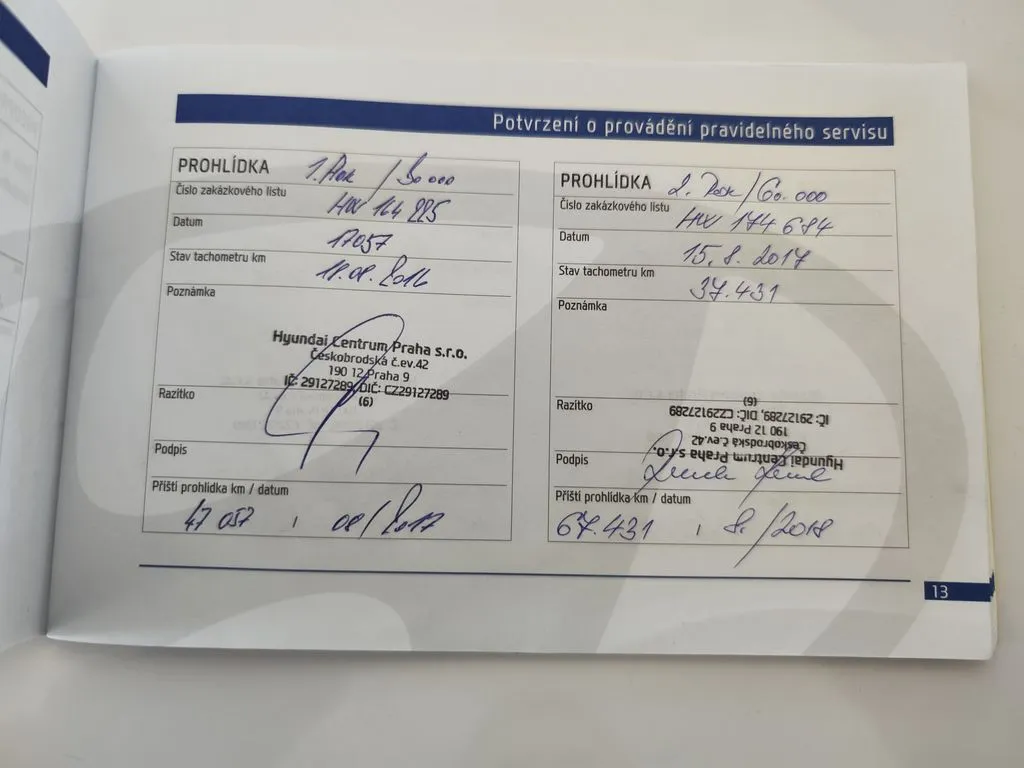 Potvrzení o provádění pravidelného servisu
PROHLÍDKA 1. Rok / 30 000
Číslo zakázkového listu HW 164 225
Datum 17057
Stav tachometru km 18.08.2016
Poznámka
Hyundai Centrum Praha s.r.o.
Českobrodská č.ev.42
190 12 Praha 9
IČ: 29127289, DIČ: CZ29127289
(6)
Razítko
Podpis
Příští prohlídka km / datum
47 057 , 08/2017
PROHLÍDKA 2. Rok / 60.000
Číslo zakázkového listu HW 174 684
Datum 15.8.2017
Stav tachometru km 37.431
Poznámka
Razítko
Hyundai Centrum Praha s.r.o.
Českobrodská č.ev.42
190 12 Praha 9
IČ: 29127289, DIČ: CZ29127289
(6)
Podpis
Příští prohlídka km / datum
67.431 , 8./2018
13